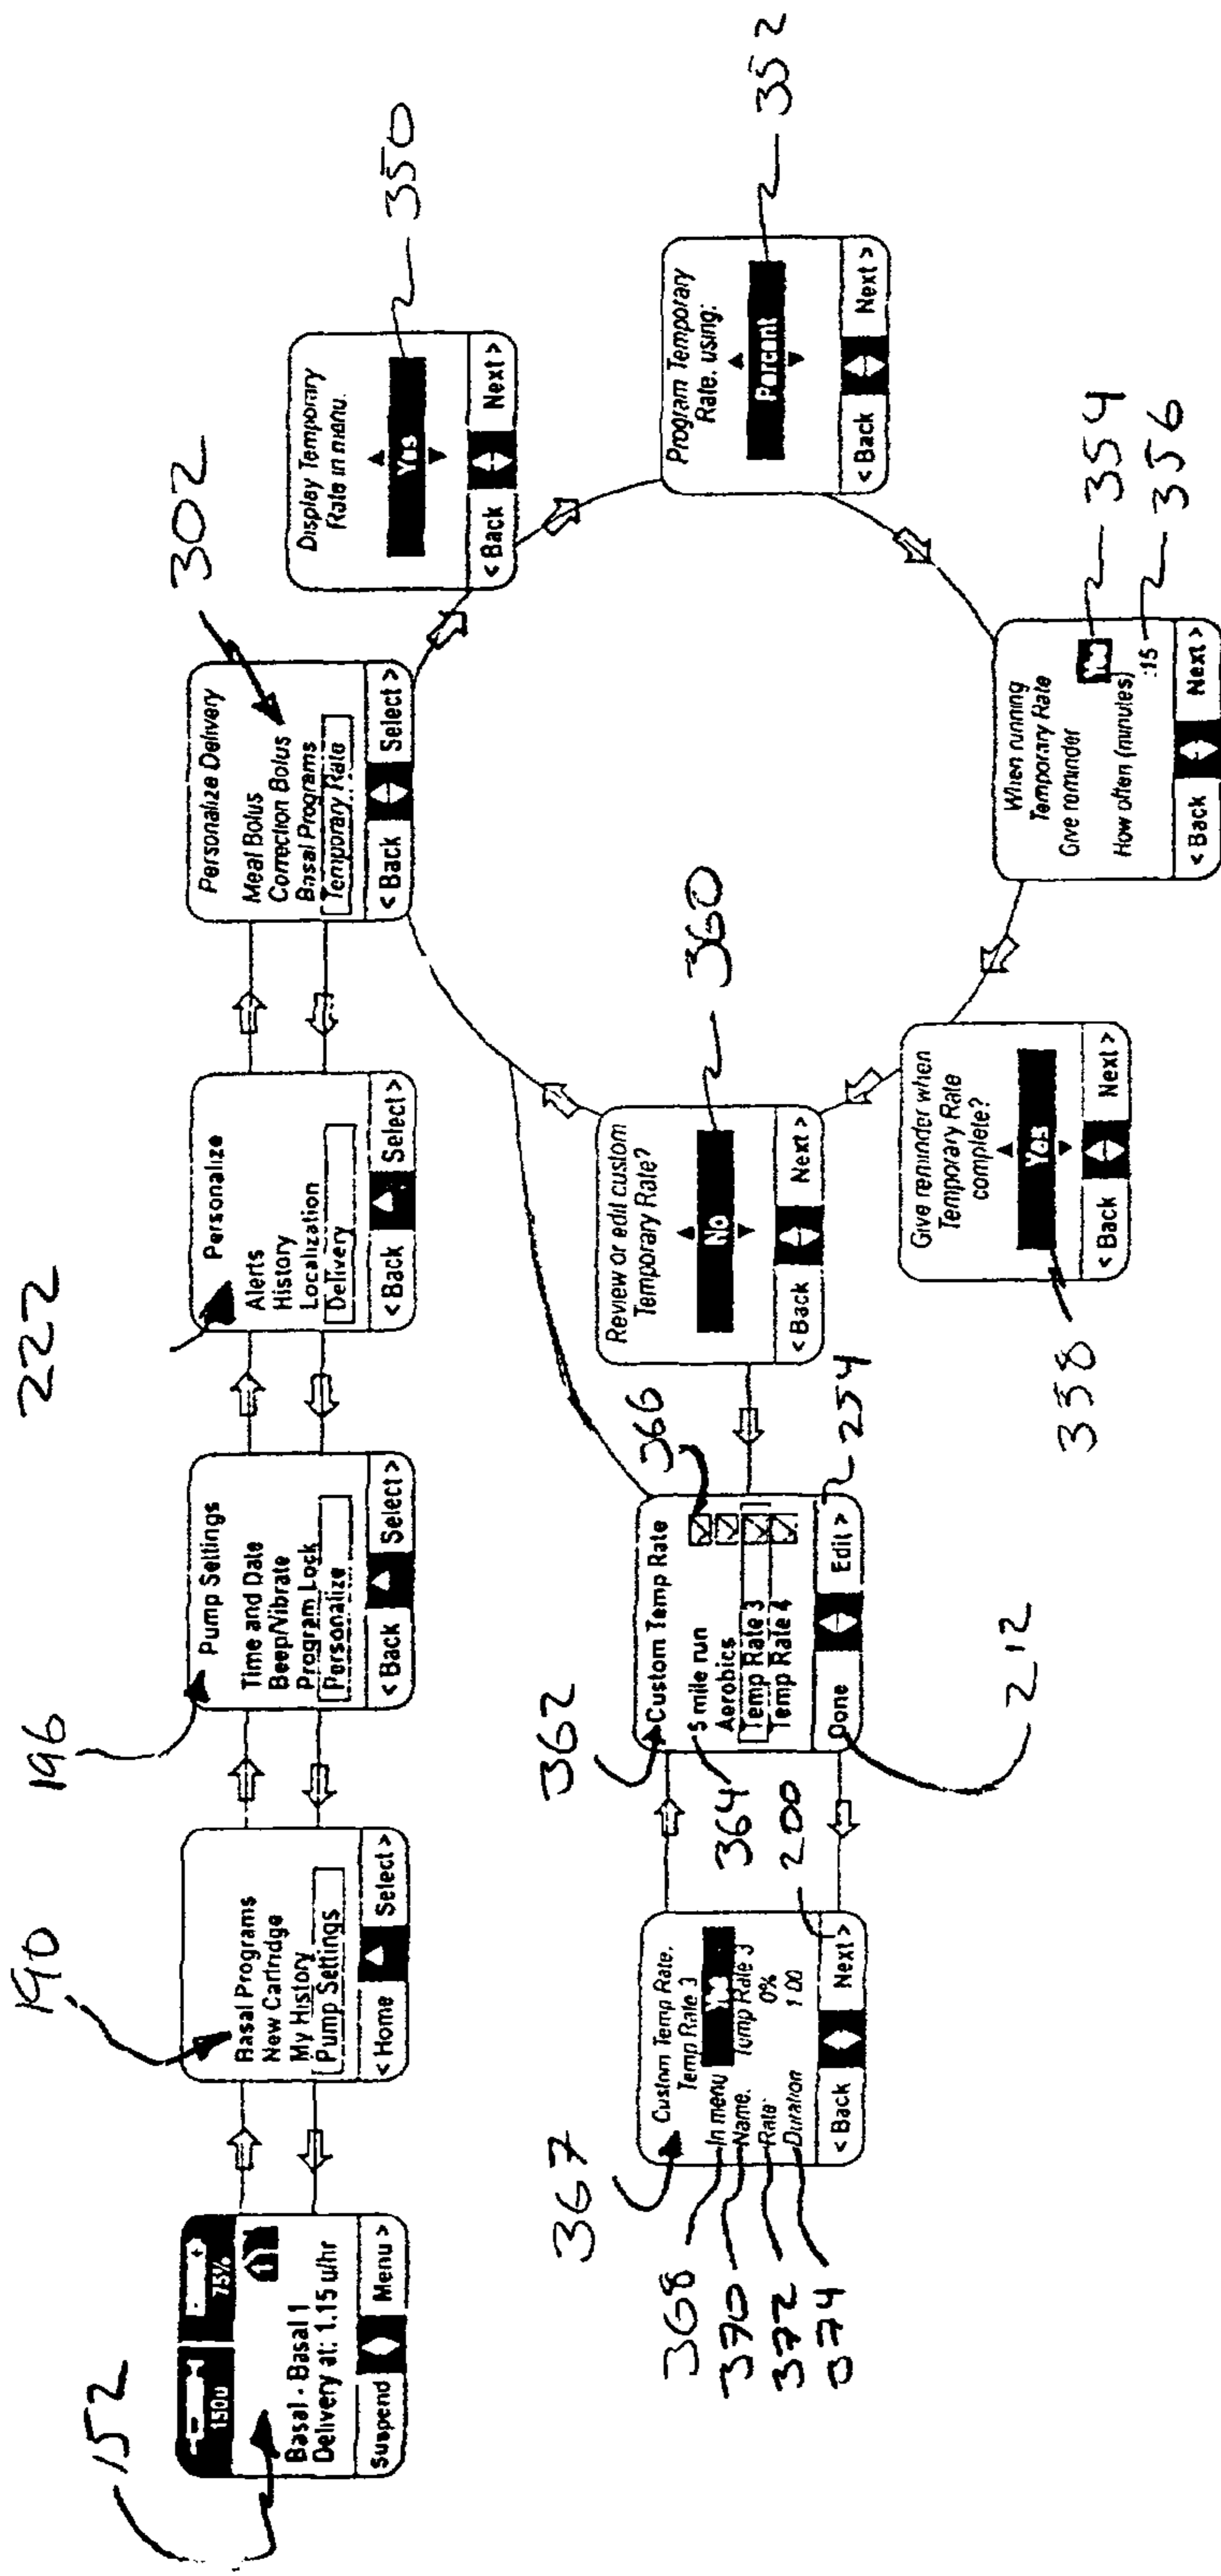 152
150u
75%
Basal - Basal 1
Delivery at: 1.15 u/hr
Suspend
Menu >
190
Basal Programs
New Cartridge
My History
Pump Settings
< Home
Select >
196
Pump Settings
Time and Date
Beep/Vibrate
Program Lock
Personalize
< Back
Select >
222
Personalize
Alerts
History
Localization
Delivery
< Back
Select >
302
Personalize Delivery
Meal Bolus
Correction Bolus
Basal Programs
Temporary Rate
< Back
Select >
350
Display Temporary
Rate in menu.
Yes
< Back
Next >
352
Program Temporary
Rate. using:
Percent
< Back
Next >
When running
Temporary Rate
Give reminder
Yes
How often (minutes)
:15
< Back
Next >
354
356
Give reminder when
Temporary Rate
complete?
Yes
< Back
Next >
358
360
Review or edit custom
Temporary Rate?
No
< Back
Next >
362
364
366
Custom Temp Rate
5 mile run
Aerobics
Temp Rate 3
Temp Rate 4
Done
Edit >
254
212
200
367
Custom Temp Rate.
Temp Rate 3
In menu Yes
Name. Temp Rate 3
Rate 0%
Duration 1 00
< Back
Next >
368
370
372
374